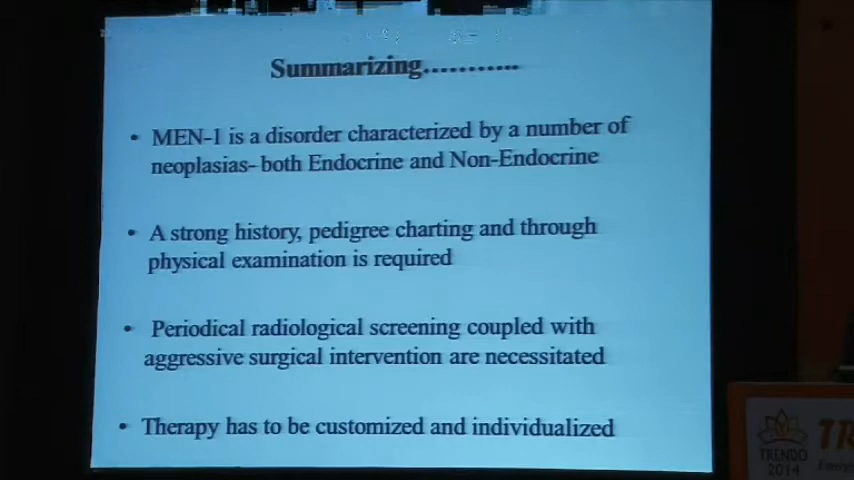 Summarizing...........
• MEN-1 is a disorder characterized by a number of
neoplasias- both Endocrine and Non-Endocrine
• A strong history, pedigree charting and through
physical examination is required
• Periodical radiological screening coupled with
aggressive surgical intervention are necessitated
• Therapy has to be customized and individualized
TRENDO
2014